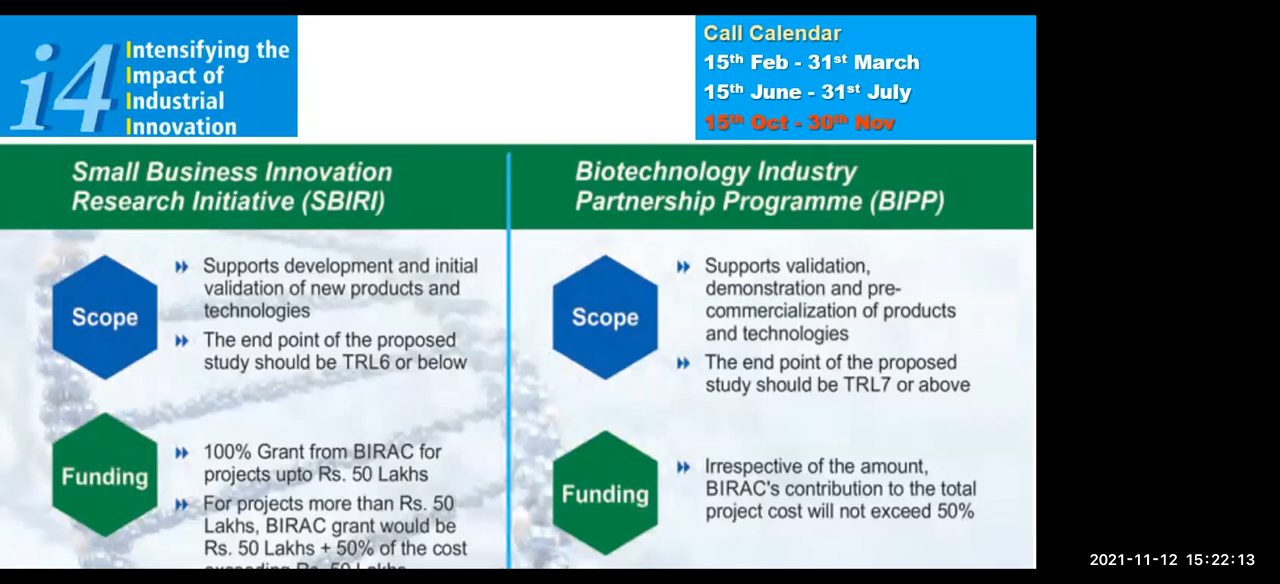 i4
Intensifying the
Impact of
Industrial
Innovation
Call Calendar
15th Feb - 31st March
15th June - 31st July
15th Oct - 30th Nov
Small Business Innovation
Research Initiative (SBIRI)
Scope
Supports development and initial
validation of new products and
technologies
The end point of the proposed
study should be TRL6 or below
Funding
100% Grant from BIRAC for
projects upto Rs. 50 Lakhs
For projects more than Rs. 50
Lakhs, BIRAC grant would be
Rs. 50 Lakhs + 50% of the cost
exceeding Rs. 50 Lakhs
Biotechnology Industry
Partnership Programme (BIPP)
Scope
Supports validation,
demonstration and pre-
commercialization of products
and technologies
The end point of the proposed
study should be TRL7 or above
Funding
Irrespective of the amount,
BIRAC's contribution to the total
project cost will not exceed 50%
2021-11-12 15:22:13